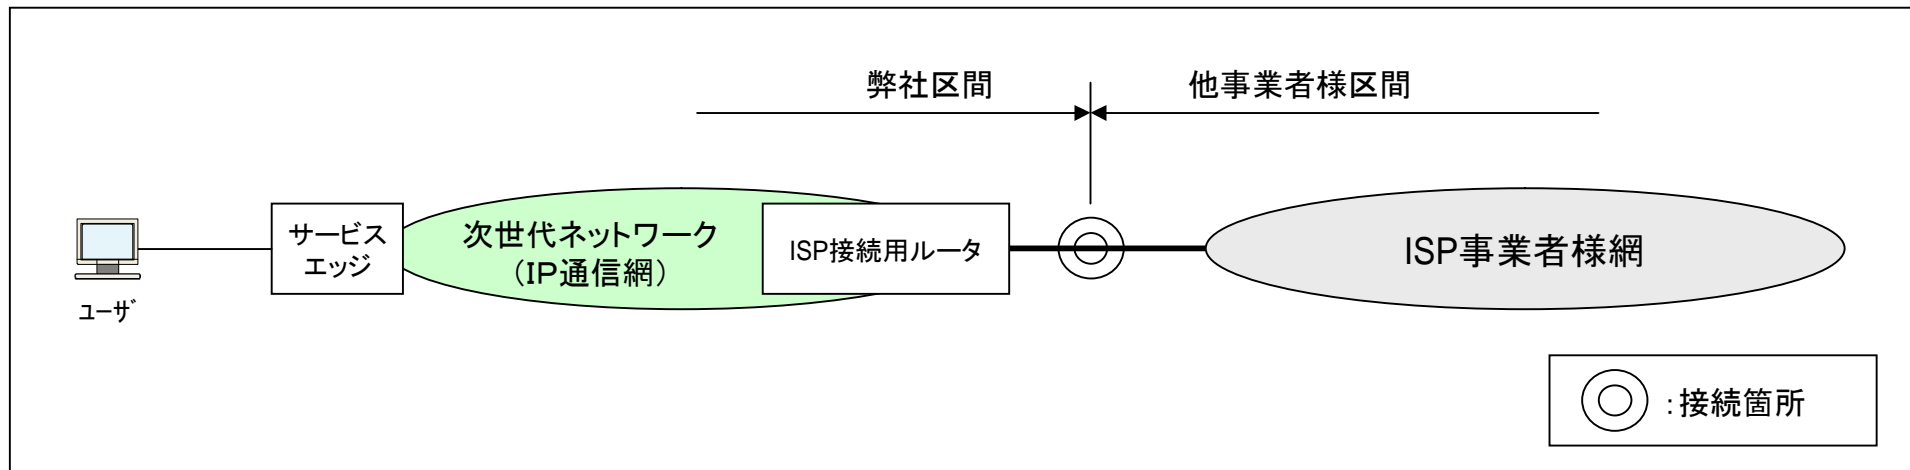 弊社区間
他事業者様区間
サービス
エッジ
次世代ネットワーク
（IP通信網）
ISP接続用ルータ
ISP事業者様網
ユーザ
：接続箇所